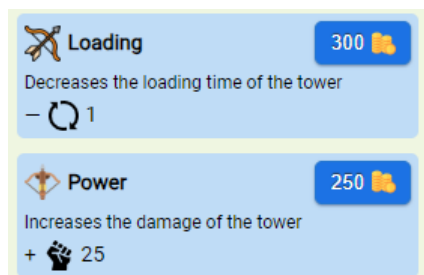 Loading
300
Decreases the loading time of the tower
– 1
Power
250
Increases the damage of the tower
+ 25